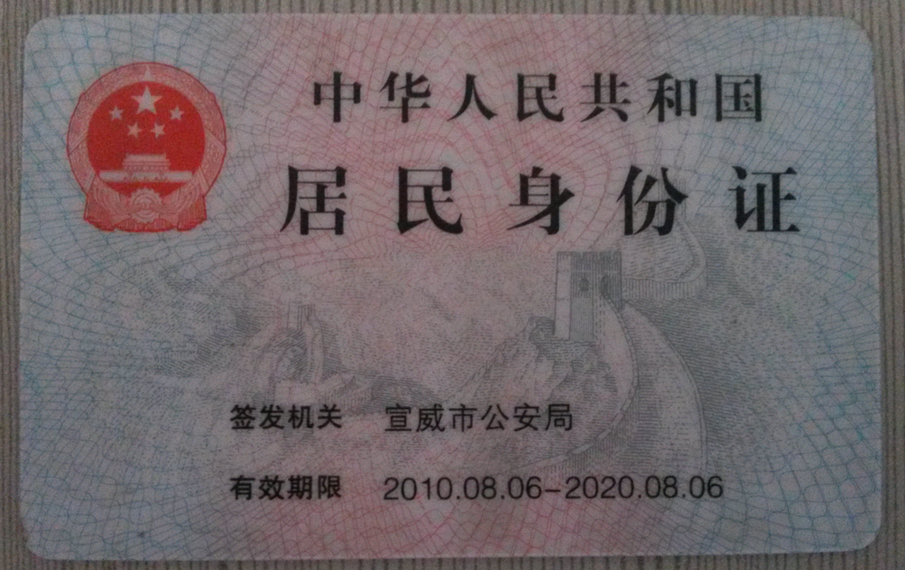 中华人民共和国
居民身份证
签发机关 宣威市公安局
有效期限 2010.08.06-2020.08.06